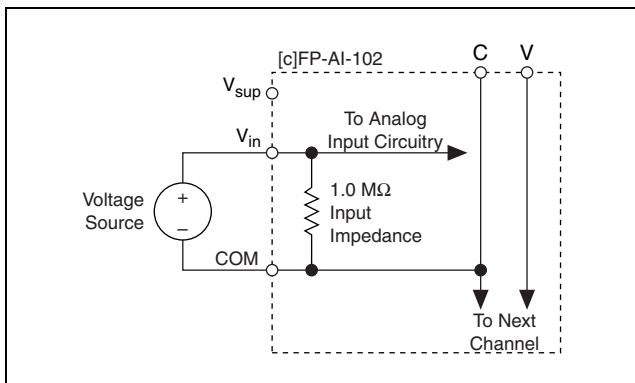 [c]FP-AI-102
C V
Vsup
To Analog
Input Circuitry
Vin
1.0 MΩ
Input
Impedance
Voltage
Source
+
–
COM
To Next
Channel